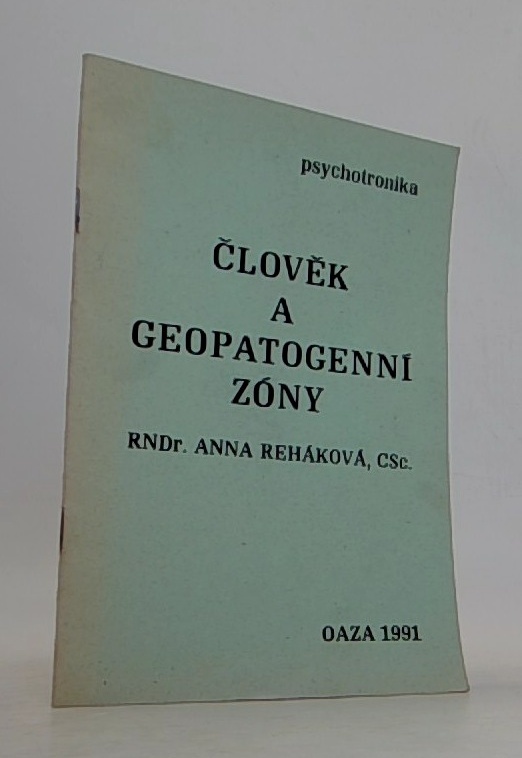 psychotronika
ČLOVĚK
A
GEOPATOGENNÍ
ZÓNY
RNDr. ANNA REHÁKOVÁ, CSc.
OAZA 1991